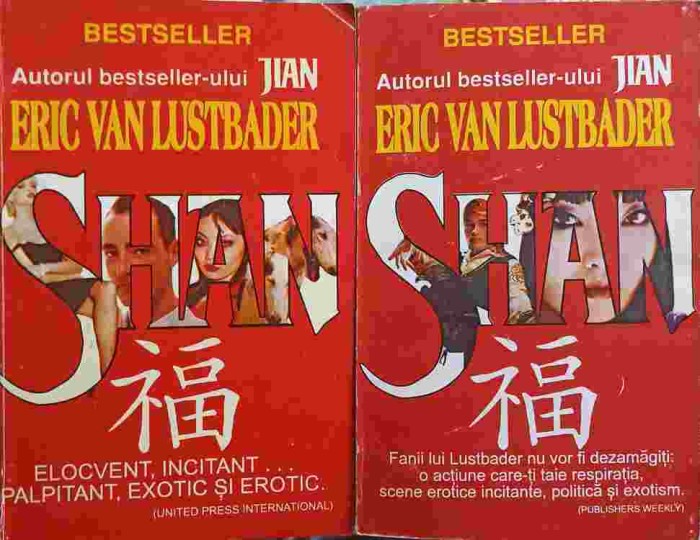 BESTSELLER
Autorul bestseller-ului JIAN
ERIC VAN LUSTBADER
SHAN
福
ELOCVENT, INCITANT . . .
PALPITANT, EXOTIC ȘI EROTIC.
(UNITED PRESS INTERNATIONAL)
BESTSELLER
Autorul bestseller-ului JIAN
ERIC VAN LUSTBADER
SHAN
福
Fanii lui Lustbader nu vor fi dezamăgiți:
o acțiune care-ți taie respirația,
scene erotice incitante, politică și exotism.
(PUBLISHERS WEEKLY)